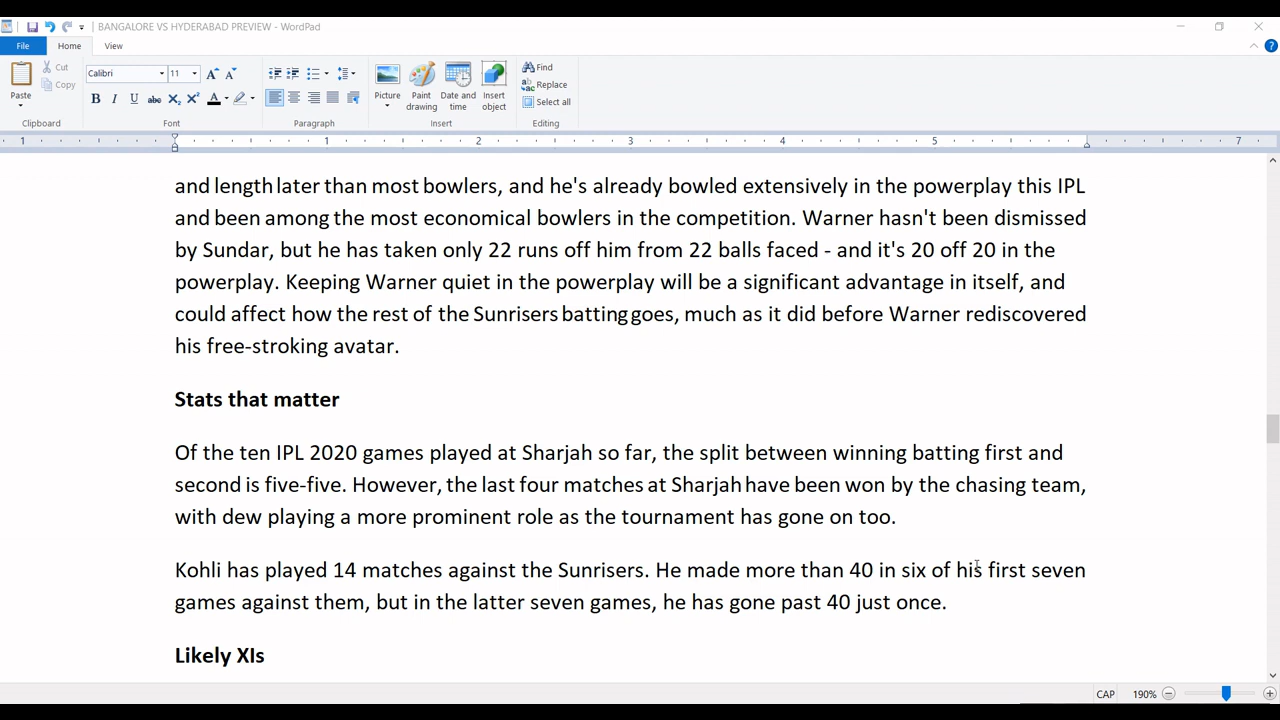 BANGALORE VS HYDERABAD PREVIEW - WordPad
File Home View
Paste
Cut
Copy
Clipboard
Calibri 11
B I U abc X₂ X² A
Font
Paragraph
Picture
Paint drawing
Date and time
Insert object
Insert
Find
Replace
Select all
Editing
1 1 2 3 4 5 7
and length later than most bowlers, and he's already bowled extensively in the powerplay this IPL
and been among the most economical bowlers in the competition. Warner hasn't been dismissed
by Sundar, but he has taken only 22 runs off him from 22 balls faced - and it's 20 off 20 in the
powerplay. Keeping Warner quiet in the powerplay will be a significant advantage in itself, and
could affect how the rest of the Sunrisers batting goes, much as it did before Warner rediscovered
his free-stroking avatar.
Stats that matter
Of the ten IPL 2020 games played at Sharjah so far, the split between winning batting first and
second is five-five. However, the last four matches at Sharjah have been won by the chasing team,
with dew playing a more prominent role as the tournament has gone on too.
Kohli has played 14 matches against the Sunrisers. He made more than 40 in six of his first seven
games against them, but in the latter seven games, he has gone past 40 just once.
Likely XIs
CAP 190%